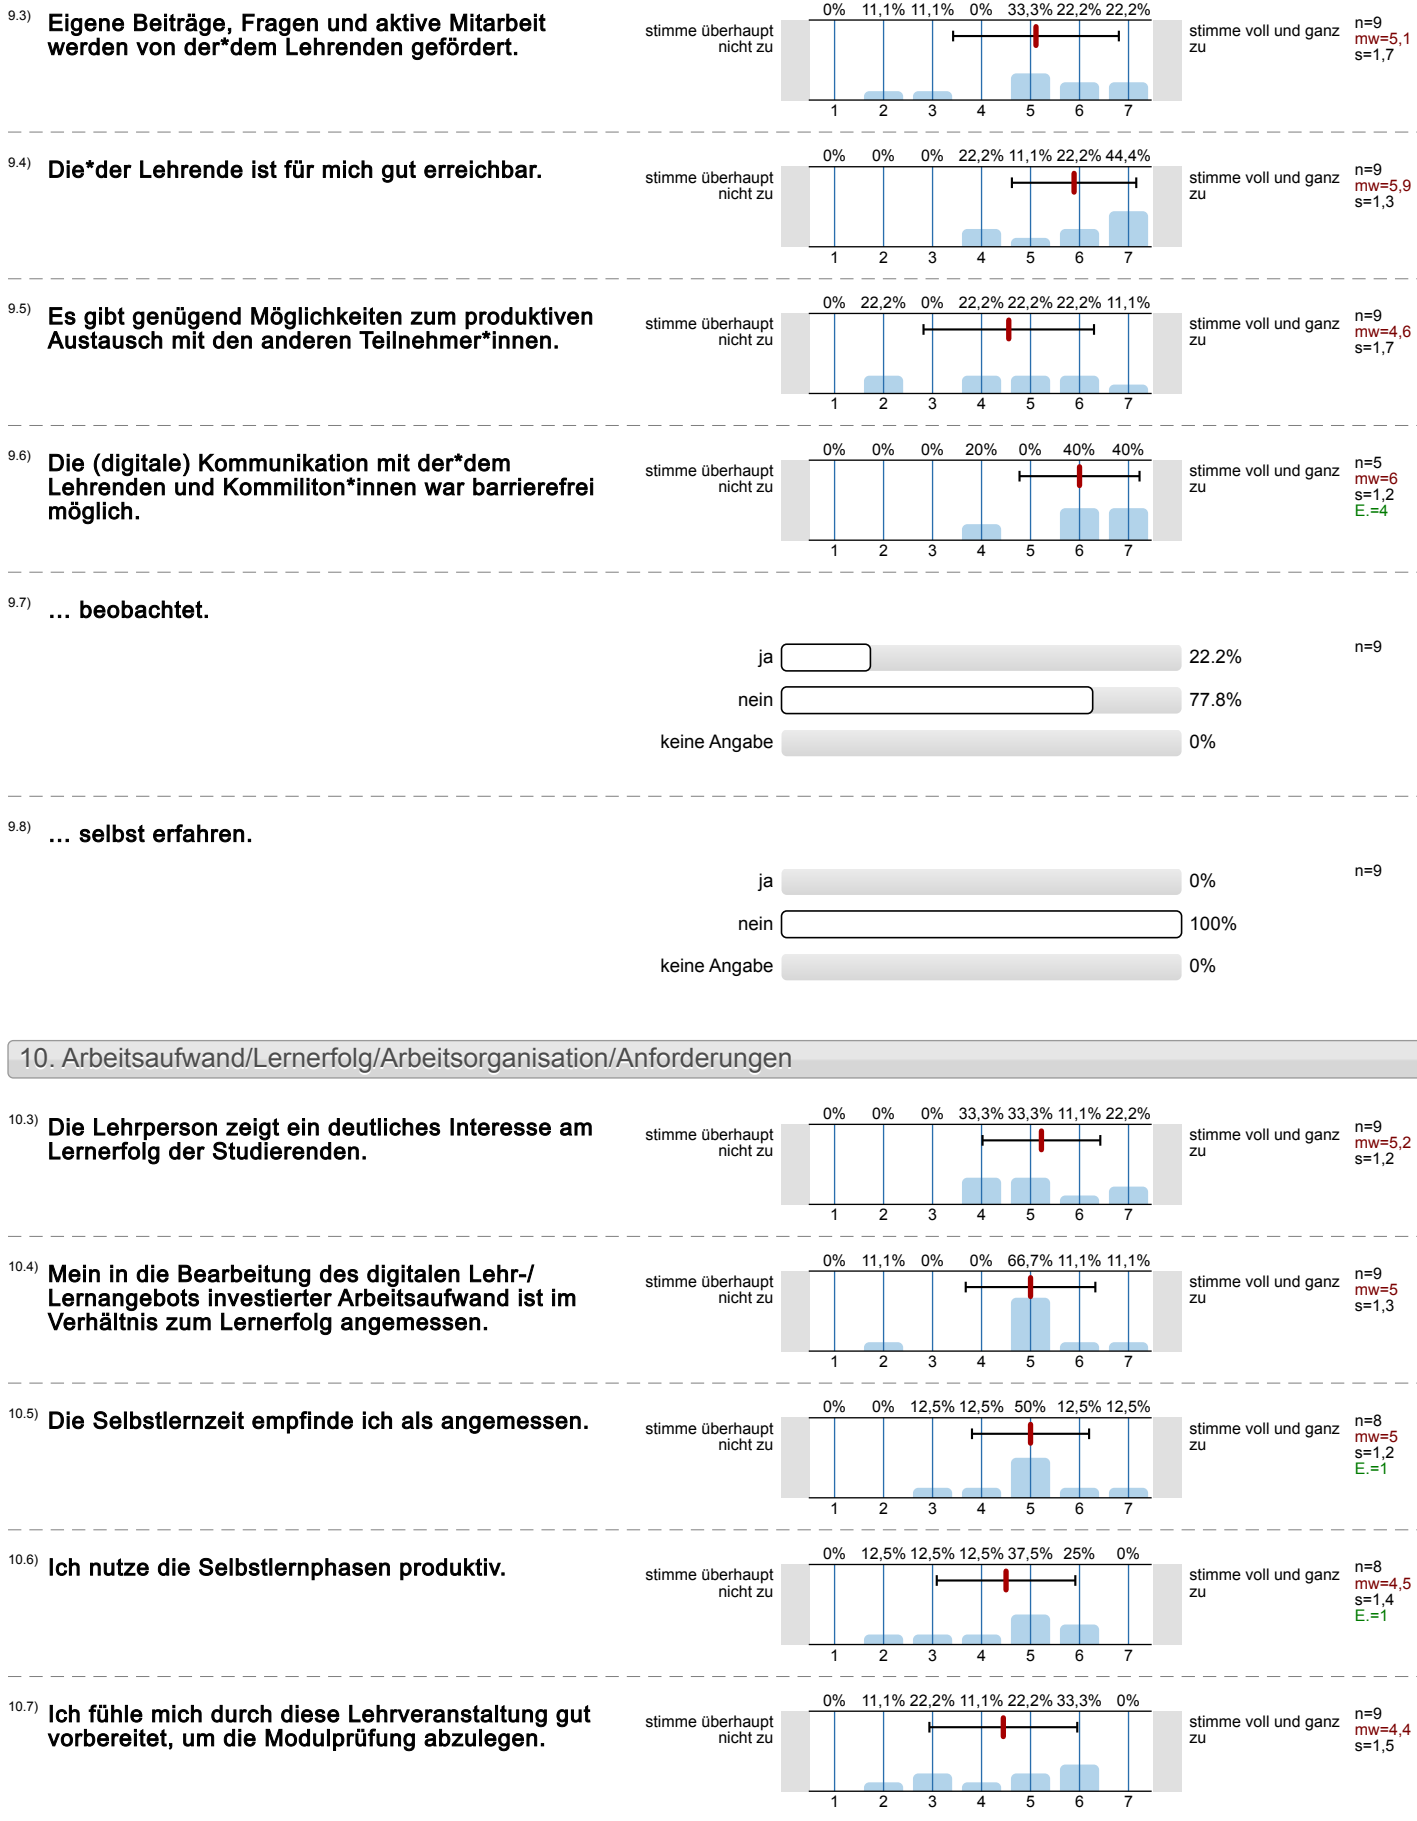 9.3) Eigene Beiträge, Fragen und aktive Mitarbeit
werden von der*dem Lehrenden gefördert.
stimme überhaupt
nicht zu
0% 11,1% 11,1% 0% 33,3% 22,2% 22,2%
1 2 3 4 5 6 7
stimme voll und ganz
zu
n=9
mw=5,1
s=1,7
9.4) Die*der Lehrende ist für mich gut erreichbar.
stimme überhaupt
nicht zu
0% 0% 0% 22,2% 11,1% 22,2% 44,4%
1 2 3 4 5 6 7
stimme voll und ganz
zu
n=9
mw=5,9
s=1,3
9.5) Es gibt genügend Möglichkeiten zum produktiven
Austausch mit den anderen Teilnehmer*innen.
stimme überhaupt
nicht zu
0% 22,2% 0% 22,2% 22,2% 22,2% 11,1%
1 2 3 4 5 6 7
stimme voll und ganz
zu
n=9
mw=4,6
s=1,7
9.6) Die (digitale) Kommunikation mit der*dem
Lehrenden und Kommiliton*innen war barrierefrei
möglich.
stimme überhaupt
nicht zu
0% 0% 0% 20% 0% 40% 40%
1 2 3 4 5 6 7
stimme voll und ganz
zu
n=5
mw=6
s=1,2
E.=4
9.7) … beobachtet.
n=9
ja 22.2%
nein 77.8%
keine Angabe 0%
9.8) … selbst erfahren.
n=9
ja 0%
nein 100%
keine Angabe 0%
10. Arbeitsaufwand/Lernerfolg/Arbeitsorganisation/Anforderungen
10.3) Die Lehrperson zeigt ein deutliches Interesse am
Lernerfolg der Studierenden.
stimme überhaupt
nicht zu
0% 0% 0% 33,3% 33,3% 11,1% 22,2%
1 2 3 4 5 6 7
stimme voll und ganz
zu
n=9
mw=5,2
s=1,2
10.4) Mein in die Bearbeitung des digitalen Lehr-/
Lernangebots investierter Arbeitsaufwand ist im
Verhältnis zum Lernerfolg angemessen.
stimme überhaupt
nicht zu
0% 11,1% 0% 0% 66,7% 11,1% 11,1%
1 2 3 4 5 6 7
stimme voll und ganz
zu
n=9
mw=5
s=1,3
10.5) Die Selbstlernzeit empfinde ich als angemessen.
stimme überhaupt
nicht zu
0% 0% 12,5% 12,5% 50% 12,5% 12,5%
1 2 3 4 5 6 7
stimme voll und ganz
zu
n=8
mw=5
s=1,2
E.=1
10.6) Ich nutze die Selbstlernphasen produktiv.
stimme überhaupt
nicht zu
0% 12,5% 12,5% 12,5% 37,5% 25% 0%
1 2 3 4 5 6 7
stimme voll und ganz
zu
n=8
mw=4,5
s=1,4
E.=1
10.7) Ich fühle mich durch diese Lehrveranstaltung gut
vorbereitet, um die Modulprüfung abzulegen.
stimme überhaupt
nicht zu
0% 11,1% 22,2% 11,1% 22,2% 33,3% 0%
1 2 3 4 5 6 7
stimme voll und ganz
zu
n=9
mw=4,4
s=1,5